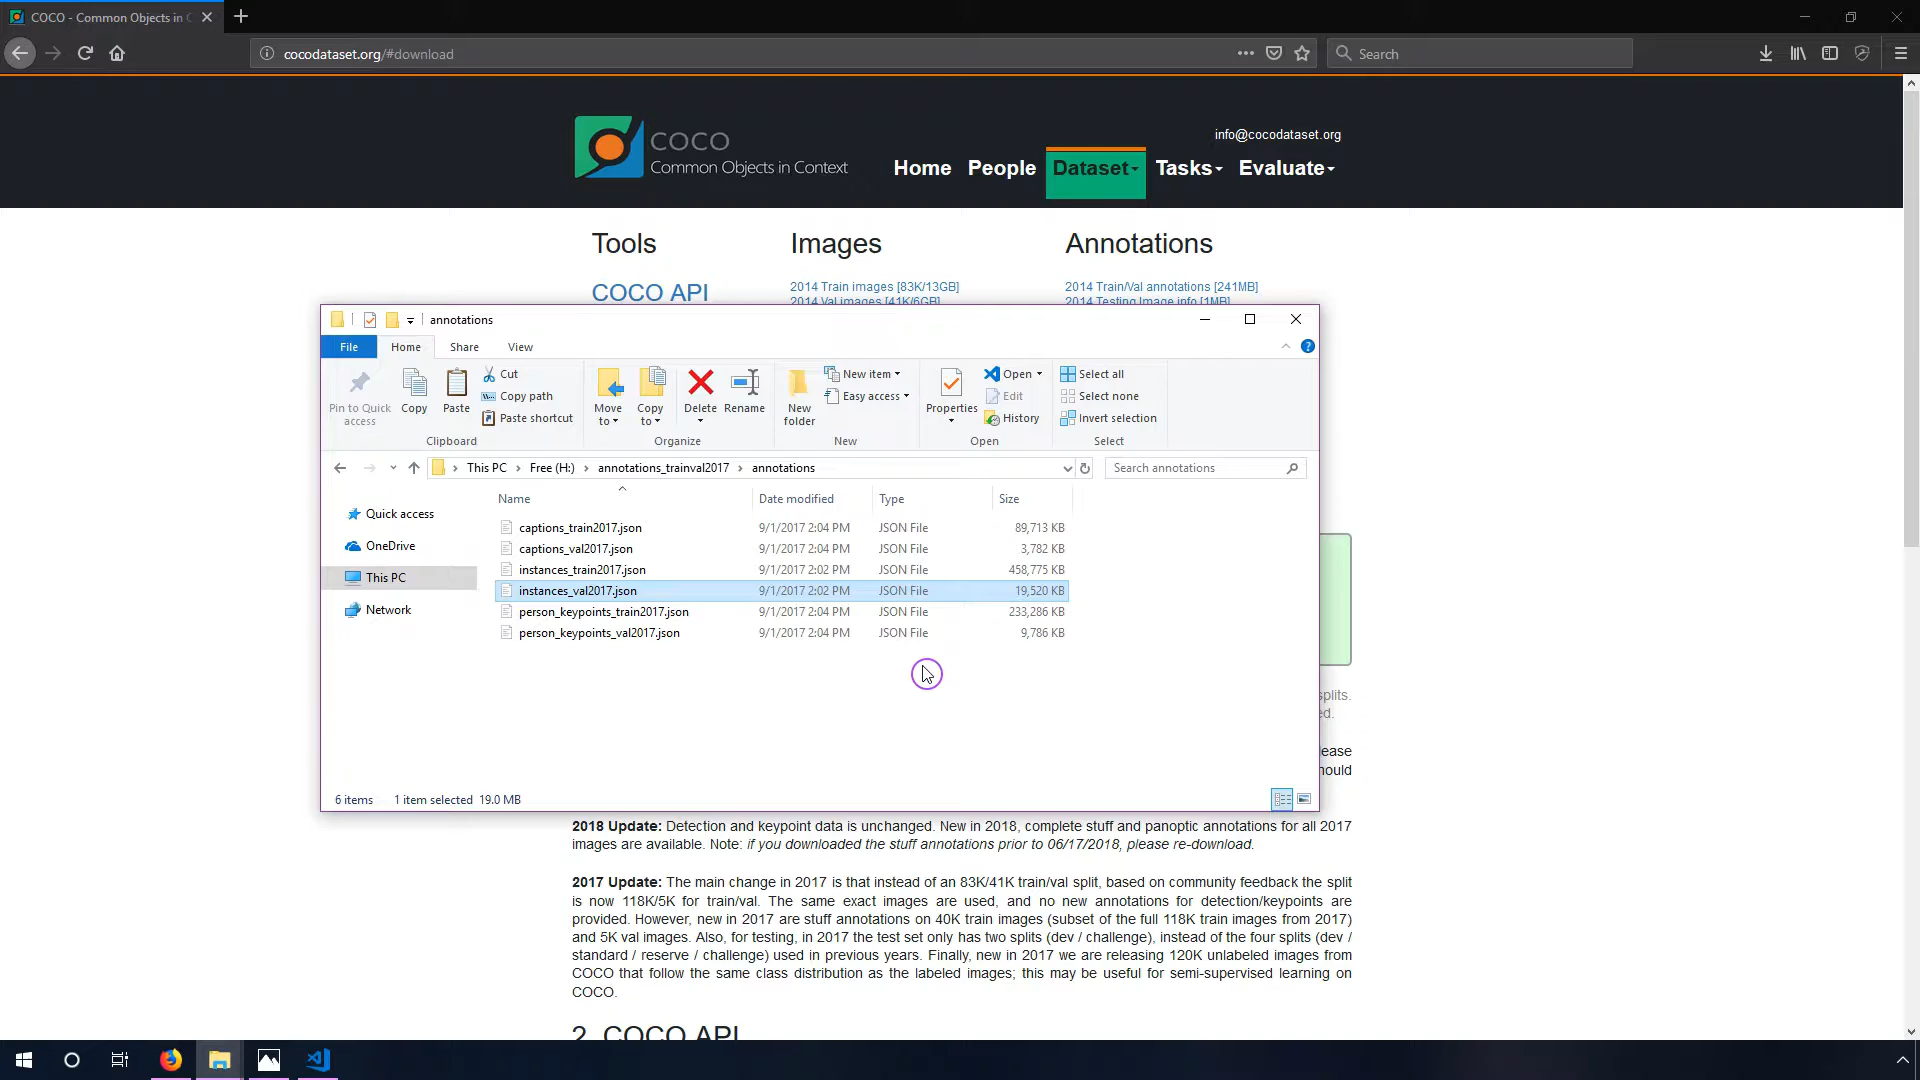 COCO - Common Objects in C
cocodataset.org/#download
Search
COCO
Common Objects in Context
info@cocodataset.org
Home People Dataset Tasks Evaluate
Tools
Images
Annotations
COCO API
2014 Train images [83K/13GB]
2014 Val images [41K/6GB]
2014 Train/Val annotations [241MB]
2014 Testing Image info [1MB]
annotations
File Home Share View
Pin to Quick access
Copy
Paste
Cut
Copy path
Paste shortcut
Clipboard
Move to
Copy to
Delete
Rename
Organize
New folder
New item
Easy access
New
Properties
Open
Edit
History
Open
Select all
Select none
Invert selection
Select
This PC > Free (H:) > annotations_trainval2017 > annotations
Search annotations
Quick access
OneDrive
This PC
Network
Name Date modified Type Size
captions_train2017.json 9/1/2017 2:04 PM JSON File 89,713 KB
captions_val2017.json 9/1/2017 2:04 PM JSON File 3,782 KB
instances_train2017.json 9/1/2017 2:02 PM JSON File 458,775 KB
instances_val2017.json 9/1/2017 2:02 PM JSON File 19,520 KB
person_keypoints_train2017.json 9/1/2017 2:04 PM JSON File 233,286 KB
person_keypoints_val2017.json 9/1/2017 2:04 PM JSON File 9,786 KB
6 items 1 item selected 19.0 MB
splits.
ed.
ease
hould
2018 Update: Detection and keypoint data is unchanged. New in 2018, complete stuff and panoptic annotations for all 2017
images are available. Note: if you downloaded the stuff annotations prior to 06/17/2018, please re-download.
2017 Update: The main change in 2017 is that instead of an 83K/41K train/val split, based on community feedback the split
is now 118K/5K for train/val. The same exact images are used, and no new annotations for detection/keypoints are
provided. However, new in 2017 are stuff annotations on 40K train images (subset of the full 118K train images from 2017)
and 5K val images. Also, for testing, in 2017 the test set only has two splits (dev / challenge), instead of the four splits (dev /
standard / reserve / challenge) used in previous years. Finally, new in 2017 we are releasing 120K unlabeled images from
COCO that follow the same class distribution as the labeled images; this may be useful for semi-supervised learning on
COCO.
2. COCO API